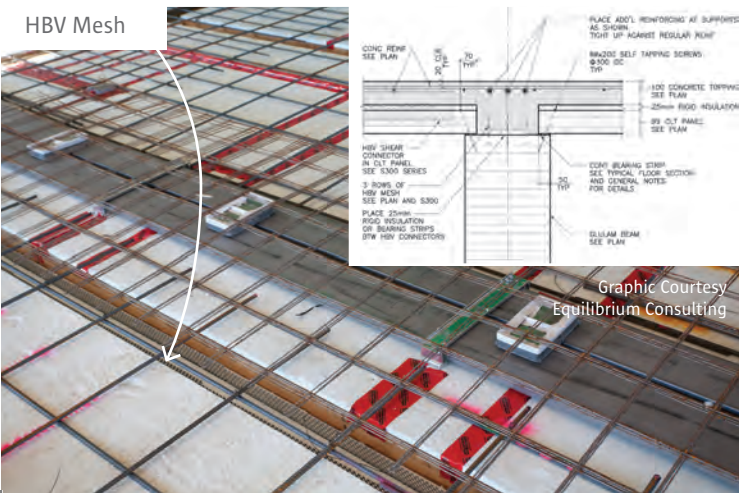 HBV Mesh
PLACE ADD'L REINFORCING AT SUPPORTS
AS SHOWN
TIGHT UP AGAINST REGULAR REINF
CONC REINF
SEE PLAN
70
TYP
20 CLR
TYP
SELF TAPPING SCREWS
@300 OC
TYP
100 CONCRETE TOPPING
SEE PLAN
25mm RIGID INSULATION
CLT PANEL
SEE PLAN
HBV SHEAR
CONNECTOR
IN CLT PANEL
SEE S300 SERIES
3 ROWS OF
HBV MESH
SEE PLAN AND S300
PLACE 25mm
RIGID INSULATION
OR BEARING STRIPS
BTW HBV CONNECTORS
CONT BEARING STRIP
SEE TYPICAL FLOOR SECTION
AND GENERAL NOTES
FOR DETAILS
50
TYP
GLULAM BEAM
SEE PLAN
Graphic Courtesy
Equilibrium Consulting